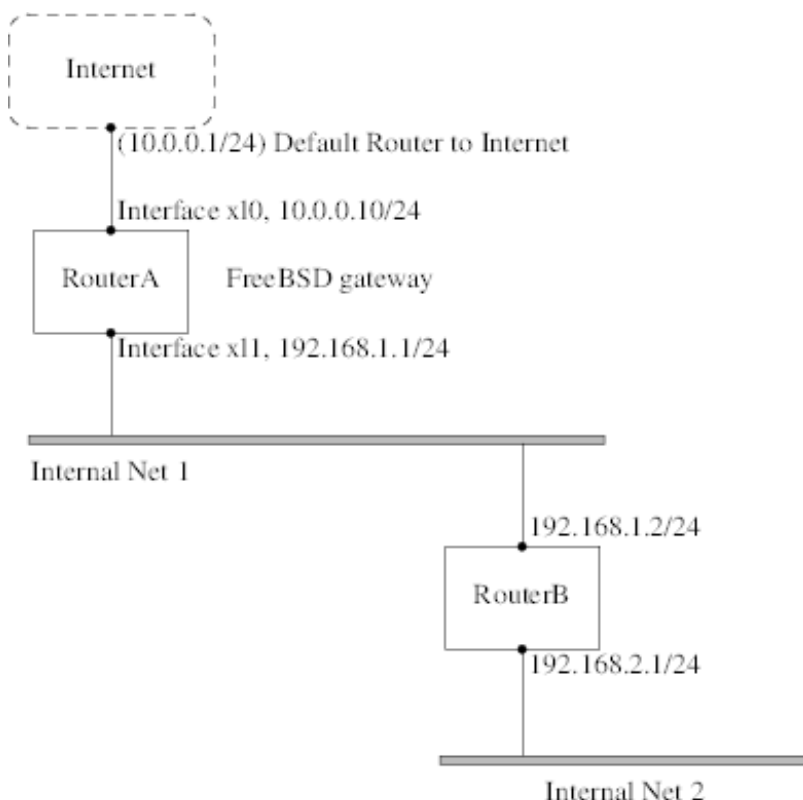 Internet
(10.0.0.1/24) Default Router to Internet
Interface xl0, 10.0.0.10/24
RouterA
FreeBSD gateway
Interface xl1, 192.168.1.1/24
Internal Net 1
192.168.1.2/24
RouterB
192.168.2.1/24
Internal Net 2